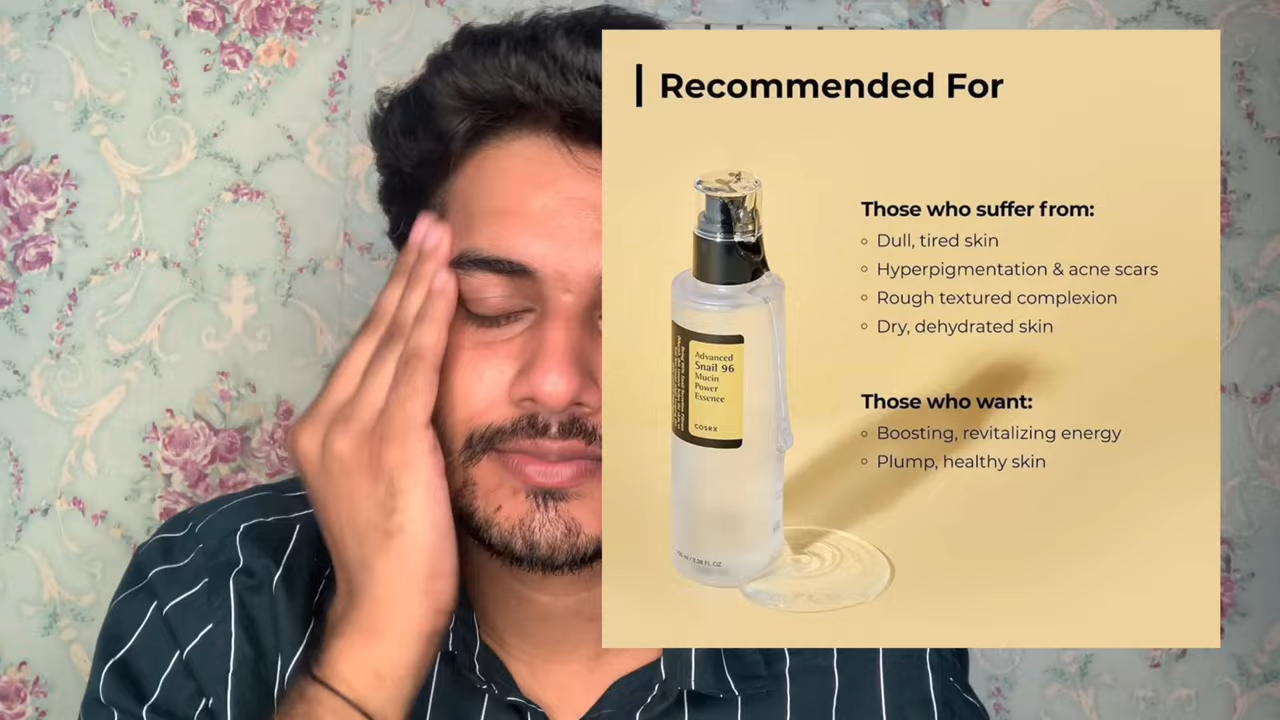 Recommended For
Those who suffer from:
Dull, tired skin
Hyperpigmentation & acne scars
Rough textured complexion
Dry, dehydrated skin
Those who want:
Boosting, revitalizing energy
Plump, healthy skin
Advanced
Snail 96
Mucin
Power
Essence
COSRX